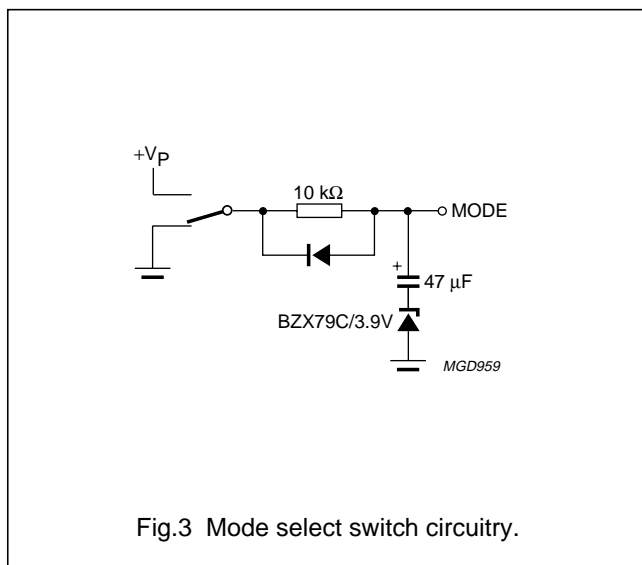 +VP
10 kΩ
MODE
+
47 µF
BZX79C/3.9V
MGD959
Fig.3 Mode select switch circuitry.